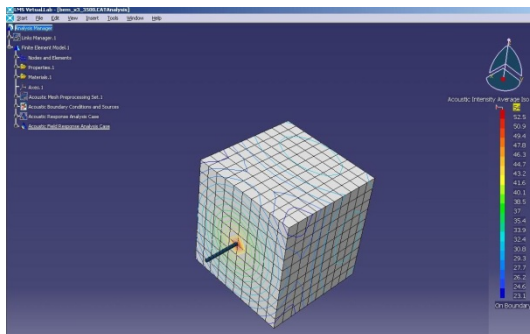 LMS Virtual.Lab - [bem_v3_3500.CATAnalysis]
Start File Edit View Insert Tools Window Help
Analysis Manager
Links Manager.1
Finite Element Model.1
Nodes and Elements
Properties.1
Materials.1
Axes.1
Acoustic Mesh Preprocessing Set.1
Acoustic Boundary Conditions and Sources
Acoustic Response Analysis Case
Acoustic Field Response Analysis Case
Acoustic Intensity Average Iso
54
52.5
50.9
49.4
47.8
46.3
44.7
43.2
41.6
40.1
38.5
37
35.4
33.9
32.4
30.8
29.3
27.7
26.2
24.6
23.1
On Boundary